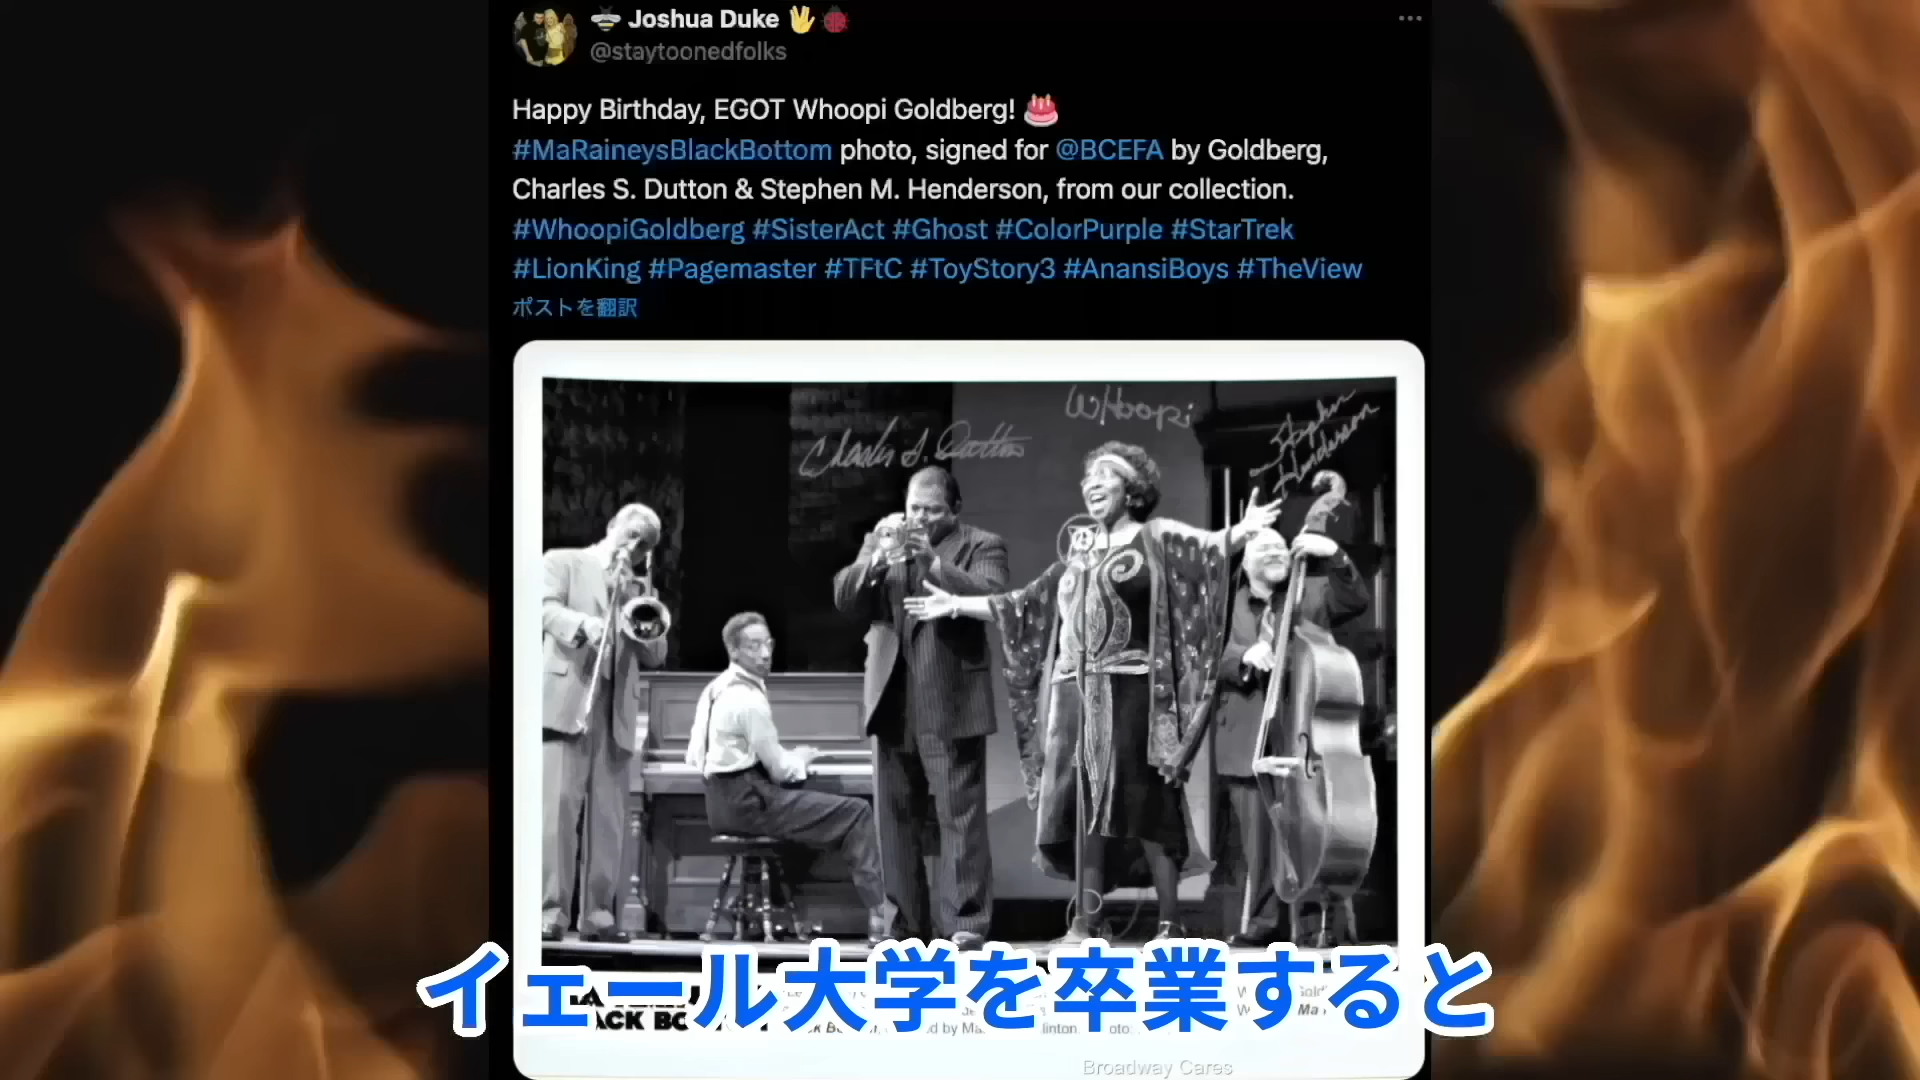 Joshua Duke
@staytoonedfolks
Happy Birthday, EGOT Whoopi Goldberg!
#MaRaineysBlackBottom photo, signed for @BCEFA by Goldberg,
Charles S. Dutton & Stephen M. Henderson, from our collection.
#WhoopiGoldberg #SisterAct #Ghost #ColorPurple #StarTrek
#LionKing #Pagemaster #TFtC #ToyStory3 #AnansiBoys #TheView
ポストを翻訳
Whoopi
Charles S. Dutton
Stephen
Henderson
イェール大学を卒業すると
Broadway Cares